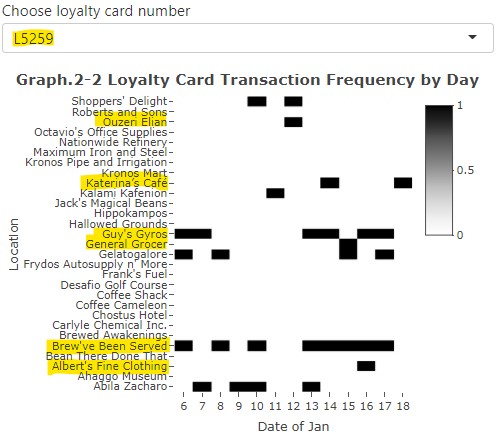 Choose loyalty card number
L5259
Graph.2-2 Loyalty Card Transaction Frequency by Day
Shoppers' Delight
Roberts and Sons
Ouzeri Elian
Octavio's Office Supplies
Nationwide Refinery
Maximum Iron and Steel
Kronos Pipe and Irrigation
Kronos Mart
Katerina's Café
Kalami Kafenion
Jack's Magical Beans
Hippokampos
Hallowed Grounds
Guy's Gyros
General Grocer
Gelatogalore
Frydos Autosupply n' More
Frank's Fuel
Desafio Golf Course
Coffee Shack
Coffee Cameleon
Chostus Hotel
Carlyle Chemical Inc.
Brewed Awakenings
Brew've Been Served
Bean There Done That
Albert's Fine Clothing
Ahaggo Museum
Abila Zacharo
Location
6 7 8 9 10 11 12 13 14 15 16 17 18
Date of Jan
1
0.5
0